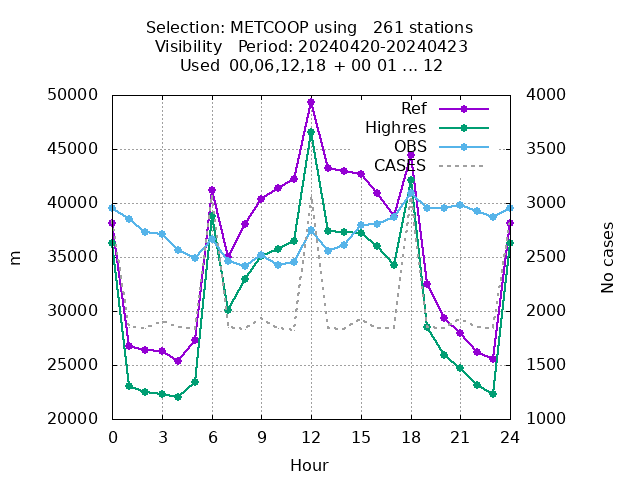 Selection: METCOOP using   261 stations
Visibility   Period: 20240420-20240423
Used  00,06,12,18 + 00 01 ... 12
50000
45000
40000
35000
30000
25000
20000
4000
3500
3000
2500
2000
1500
1000
Ref
Highres
OBS
CASES
m
No cases
0
3
6
9
12
15
18
21
24
Hour